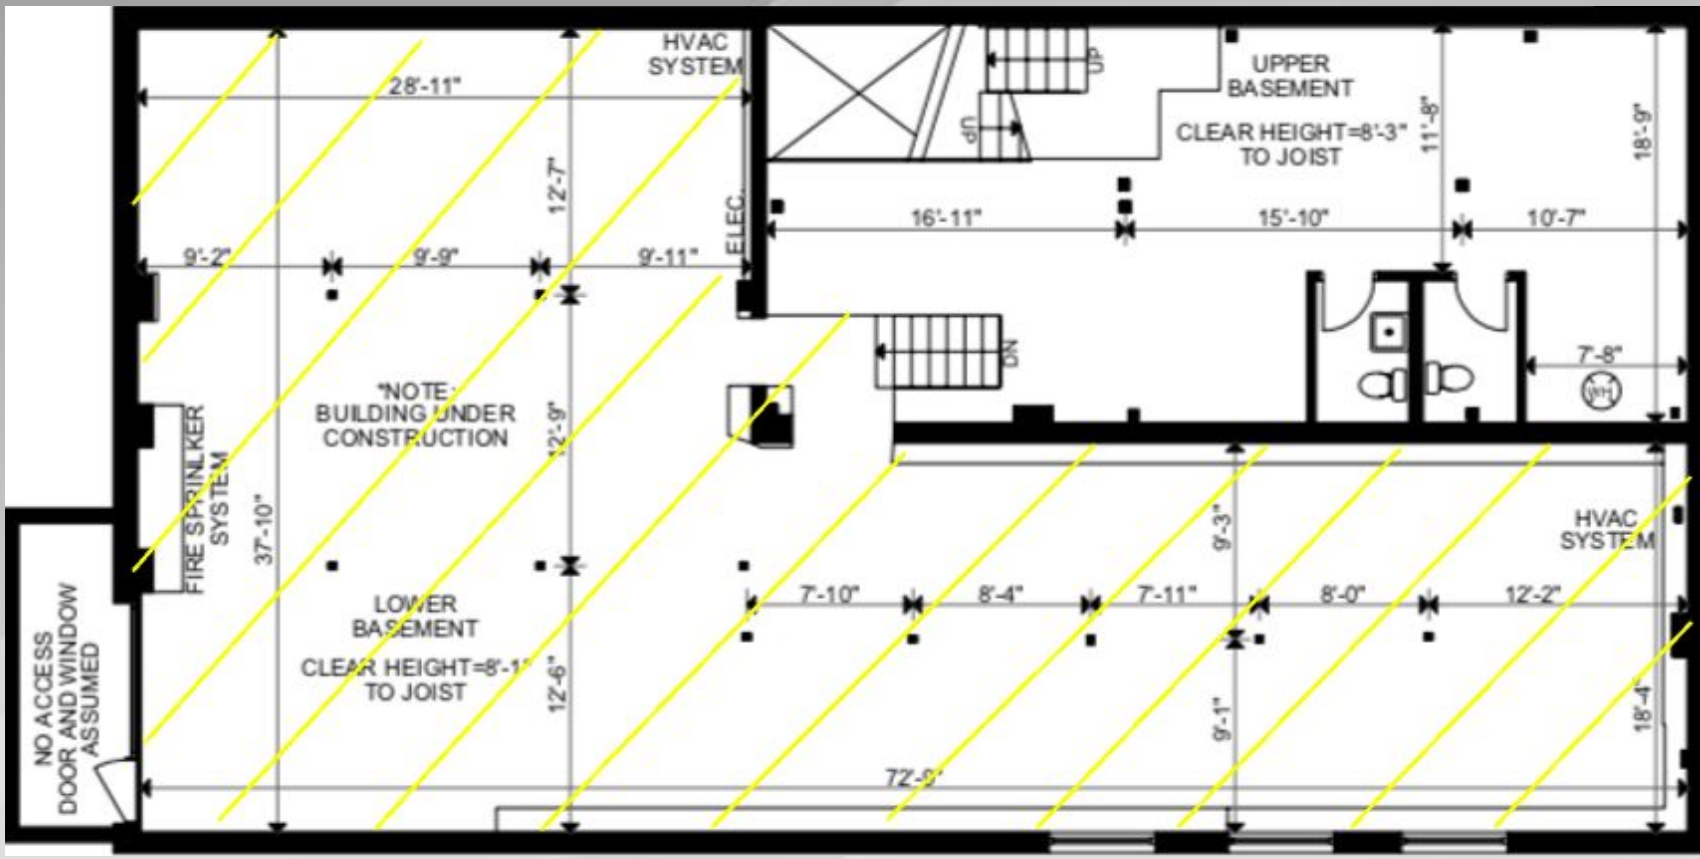 HVAC
SYSTEM
28'-11"
UP
UP
UPPER
BASEMENT
CLEAR HEIGHT=8'-3"
TO JOIST
11'-8"
18'-9"
12'-7"
ELEC.
16'-11"
15'-10"
10'-7"
9'-2"
9'-9"
9'-11"
DN
7'-8"
WH
*NOTE:
BUILDING UNDER
CONSTRUCTION
12'-9"
FIRE SPRINLKER
SYSTEM
37'-10"
9'-3"
HVAC
SYSTEM
LOWER
BASEMENT
CLEAR HEIGHT=8'-1"
TO JOIST
7'-10"
8'-4"
7'-11"
8'-0"
12'-2"
12'-6"
9'-1"
18'-4"
NO ACCESS
DOOR AND WINDOW
ASSUMED